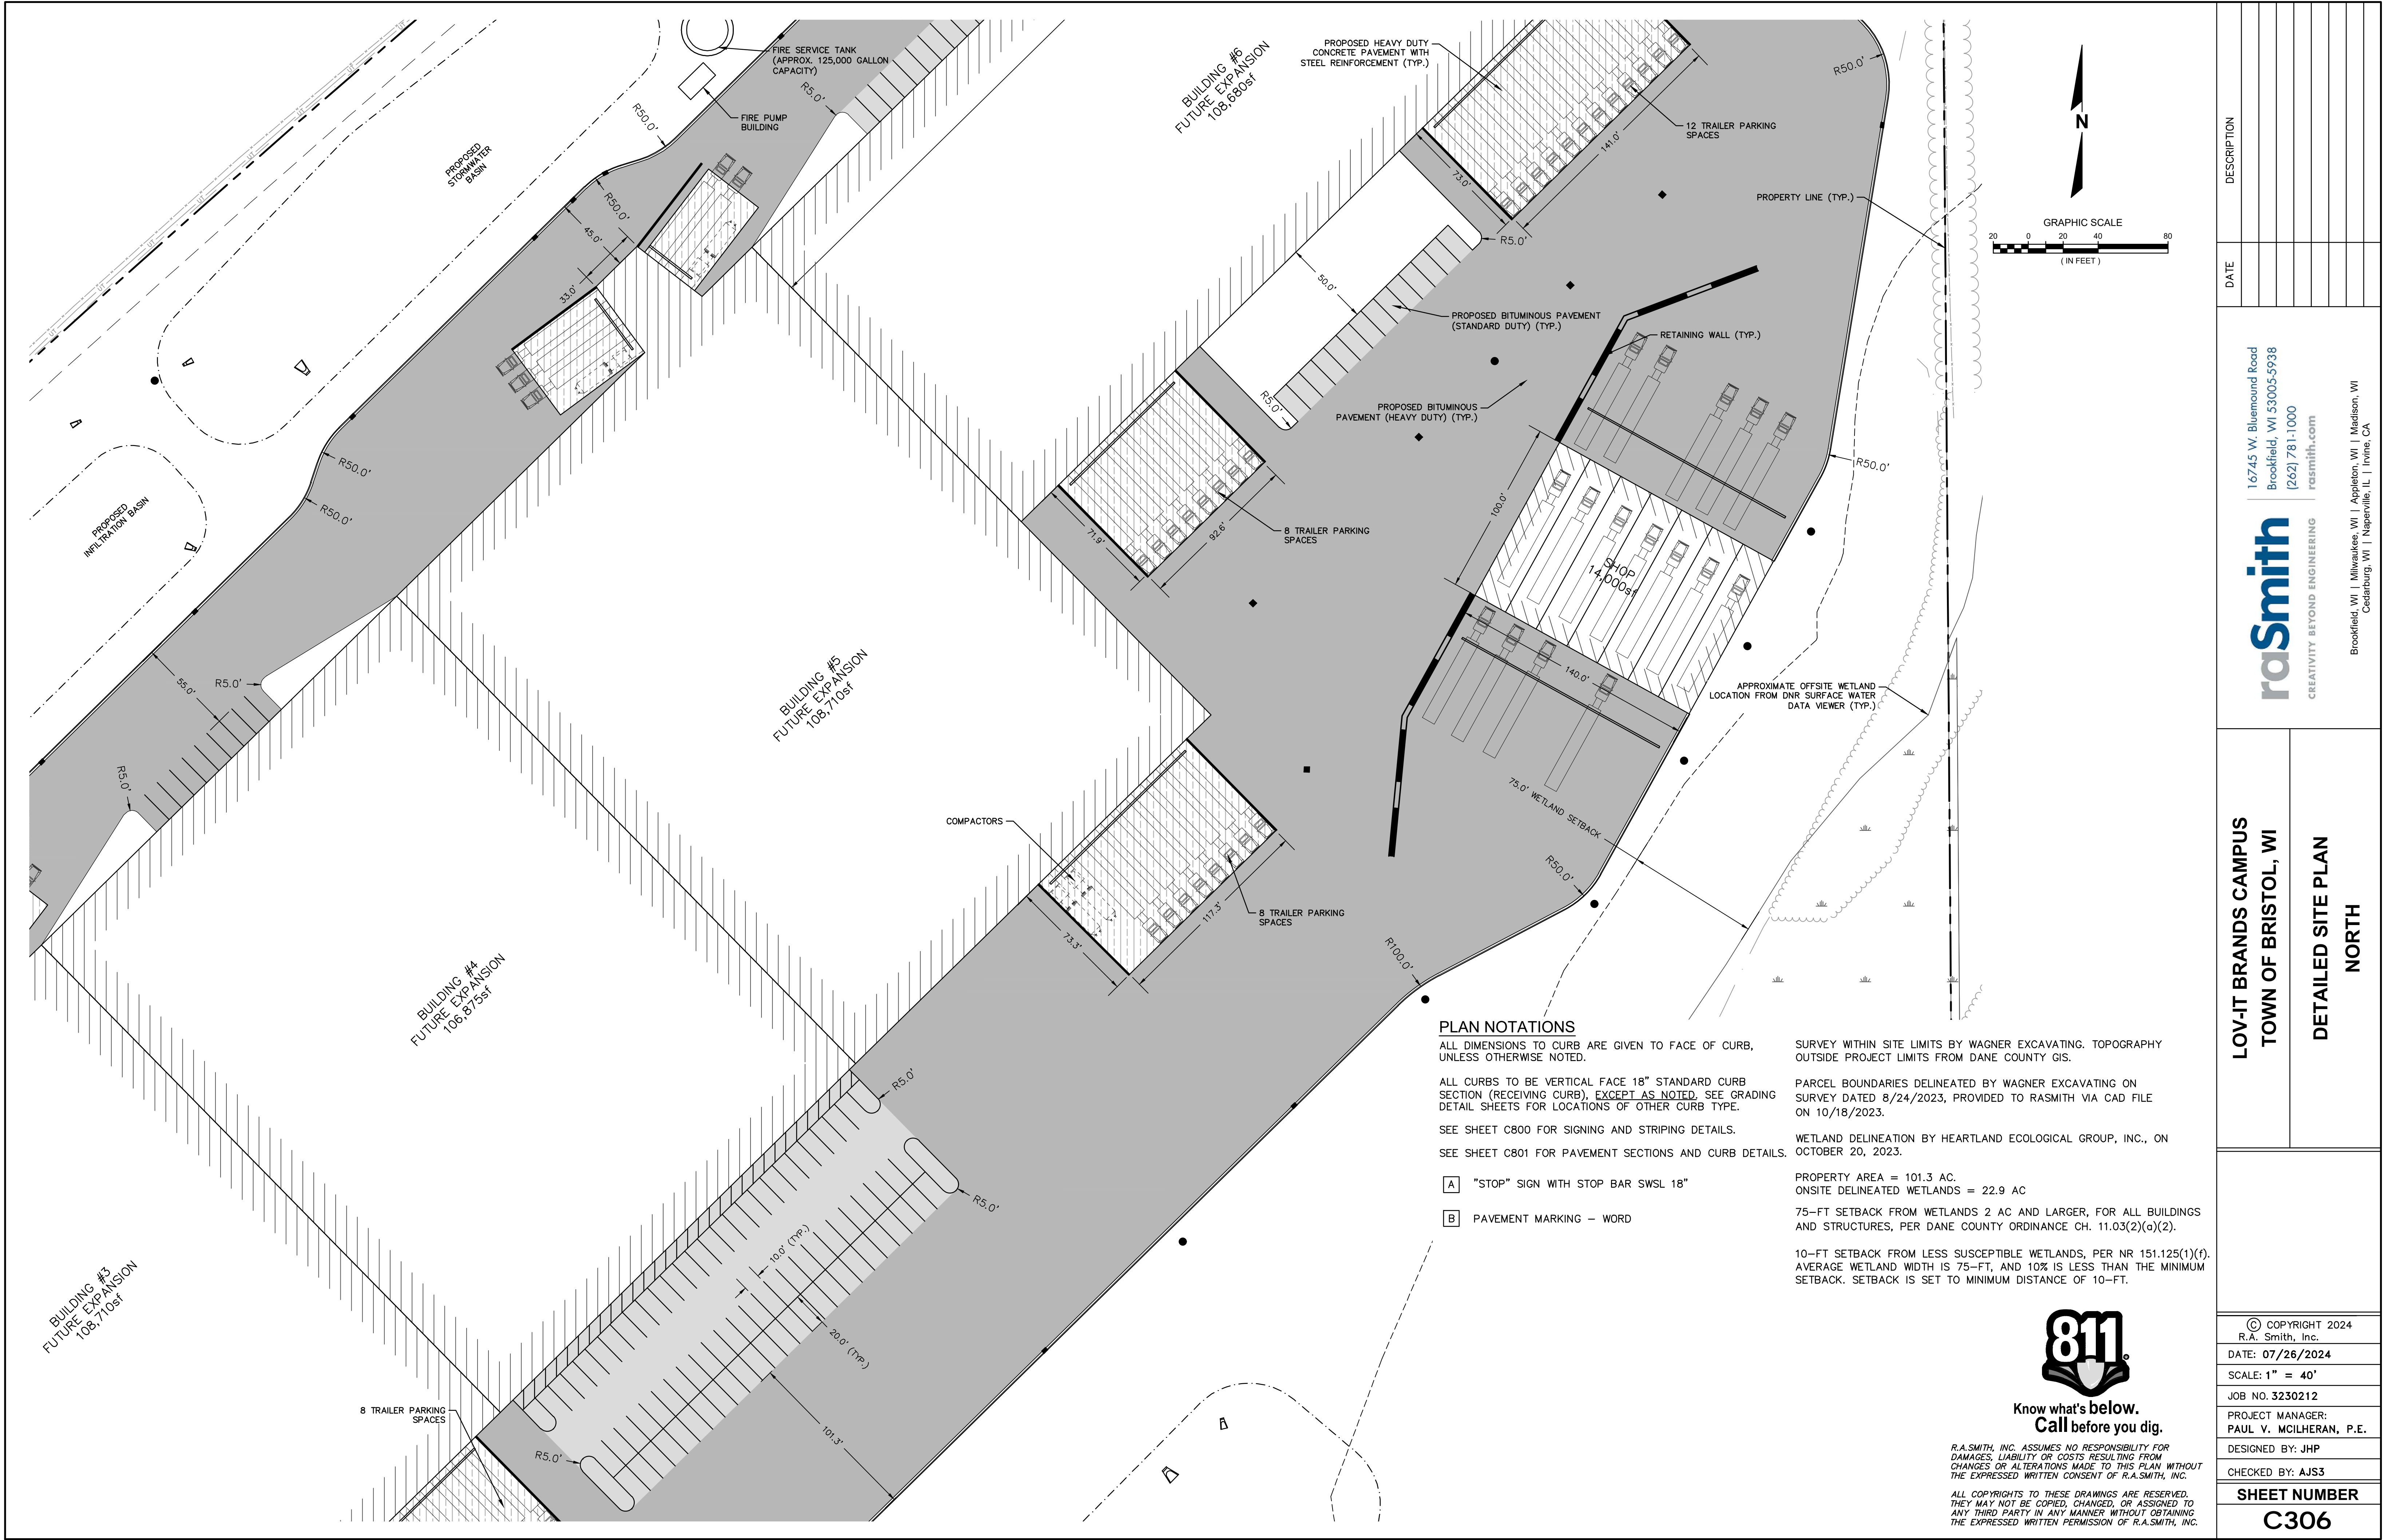 FIRE SERVICE TANK
(APPROX. 125,000 GALLON
CAPACITY)
FIRE PUMP
BUILDING
R5.0'
R50.0'
R50.0'
45.0'
33.0'
PROPOSED
STORMWATER
BASIN
PROPOSED
INFILTRATION BASIN
R50.0'
R50.0'
55.0'
R5.0'
R5.0'
BUILDING #6
FUTURE EXPANSION
108,680sf
PROPOSED HEAVY DUTY
CONCRETE PAVEMENT WITH
STEEL REINFORCEMENT (TYP.)
12 TRAILER PARKING
SPACES
141.0'
73.0'
R5.0'
50.0'
R50.0'
PROPERTY LINE (TYP.)
PROPOSED BITUMINOUS PAVEMENT
(STANDARD DUTY) (TYP.)
RETAINING WALL (TYP.)
R5.0'
PROPOSED BITUMINOUS
PAVEMENT (HEAVY DUTY) (TYP.)
R50.0'
71.9'
92.6'
8 TRAILER PARKING
SPACES
100.0'
SHOP
14,000sf
140.0'
APPROXIMATE OFFSITE WETLAND
LOCATION FROM DNR SURFACE WATER
DATA VIEWER (TYP.)
75.0' WETLAND SETBACK
R50.0'
R100.0'
BUILDING #5
FUTURE EXPANSION
108,710sf
COMPACTORS
117.3'
73.3'
8 TRAILER PARKING
SPACES
BUILDING #4
FUTURE EXPANSION
106,875sf
R5.0'
R5.0'
10.0' (TYP.)
20.0' (TYP.)
101.3'
BUILDING #3
FUTURE EXPANSION
108,710sf
8 TRAILER PARKING
SPACES
R5.0'
N
GRAPHIC SCALE
20 0 20 40 80
( IN FEET )
PLAN NOTATIONS
ALL DIMENSIONS TO CURB ARE GIVEN TO FACE OF CURB,
UNLESS OTHERWISE NOTED.
ALL CURBS TO BE VERTICAL FACE 18" STANDARD CURB
SECTION (RECEIVING CURB), EXCEPT AS NOTED. SEE GRADING
DETAIL SHEETS FOR LOCATIONS OF OTHER CURB TYPE.
SEE SHEET C800 FOR SIGNING AND STRIPING DETAILS.
SEE SHEET C801 FOR PAVEMENT SECTIONS AND CURB DETAILS.
A "STOP" SIGN WITH STOP BAR SWSL 18"
B PAVEMENT MARKING – WORD
SURVEY WITHIN SITE LIMITS BY WAGNER EXCAVATING. TOPOGRAPHY
OUTSIDE PROJECT LIMITS FROM DANE COUNTY GIS.
PARCEL BOUNDARIES DELINEATED BY WAGNER EXCAVATING ON
SURVEY DATED 8/24/2023, PROVIDED TO RASMITH VIA CAD FILE
ON 10/18/2023.
WETLAND DELINEATION BY HEARTLAND ECOLOGICAL GROUP, INC., ON
OCTOBER 20, 2023.
PROPERTY AREA = 101.3 AC.
ONSITE DELINEATED WETLANDS = 22.9 AC
75–FT SETBACK FROM WETLANDS 2 AC AND LARGER, FOR ALL BUILDINGS
AND STRUCTURES, PER DANE COUNTY ORDINANCE CH. 11.03(2)(a)(2).
10–FT SETBACK FROM LESS SUSCEPTIBLE WETLANDS, PER NR 151.125(1)(f).
AVERAGE WETLAND WIDTH IS 75–FT, AND 10% IS LESS THAN THE MINIMUM
SETBACK. SETBACK IS SET TO MINIMUM DISTANCE OF 10–FT.
811
Know what's below.
Call before you dig.
R.A.SMITH, INC. ASSUMES NO RESPONSIBILITY FOR
DAMAGES, LIABILITY OR COSTS RESULTING FROM
CHANGES OR ALTERATIONS MADE TO THIS PLAN WITHOUT
THE EXPRESSED WRITTEN CONSENT OF R.A.SMITH, INC.
ALL COPYRIGHTS TO THESE DRAWINGS ARE RESERVED.
THEY MAY NOT BE COPIED, CHANGED, OR ASSIGNED TO
ANY THIRD PARTY IN ANY MANNER WITHOUT OBTAINING
THE EXPRESSED WRITTEN PERMISSION OF R.A.SMITH, INC.
DESCRIPTION
DATE
raSmith
CREATIVITY BEYOND ENGINEERING
16745 W. Bluemound Road
Brookfield, WI 53005-5938
(262) 781-1000
rasmith.com
Brookfield, WI | Milwaukee, WI | Appleton, WI | Madison, WI
Cedarburg, WI | Naperville, IL | Irvine, CA
LOV-IT BRANDS CAMPUS
TOWN OF BRISTOL, WI
DETAILED SITE PLAN
NORTH
© COPYRIGHT 2024
R.A. Smith, Inc.
DATE: 07/26/2024
SCALE: 1" = 40'
JOB NO. 3230212
PROJECT MANAGER:
PAUL V. MCILHERAN, P.E.
DESIGNED BY: JHP
CHECKED BY: AJS3
SHEET NUMBER
C306